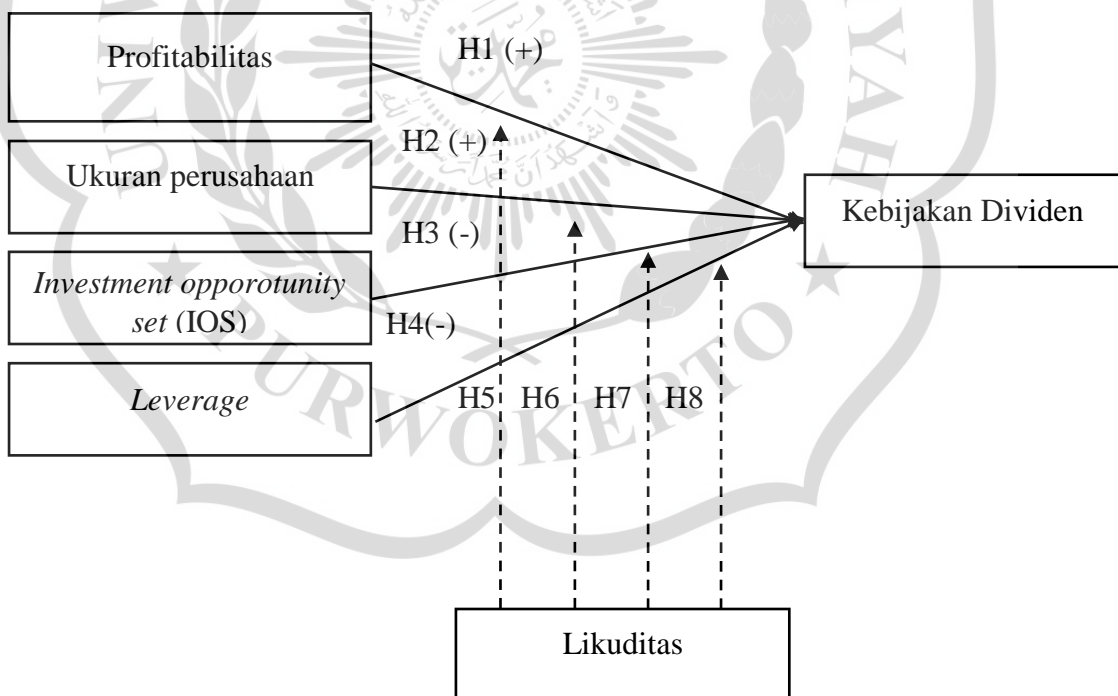 Profitabilitas
H1 (+)
H2 (+)
Ukuran perusahaan
Kebijakan Dividen
H3 (-)
Investment opporotunity
set (IOS)
H4(-)
Leverage
H5 H6 H7 H8
PURWOKERTO
Likuditas